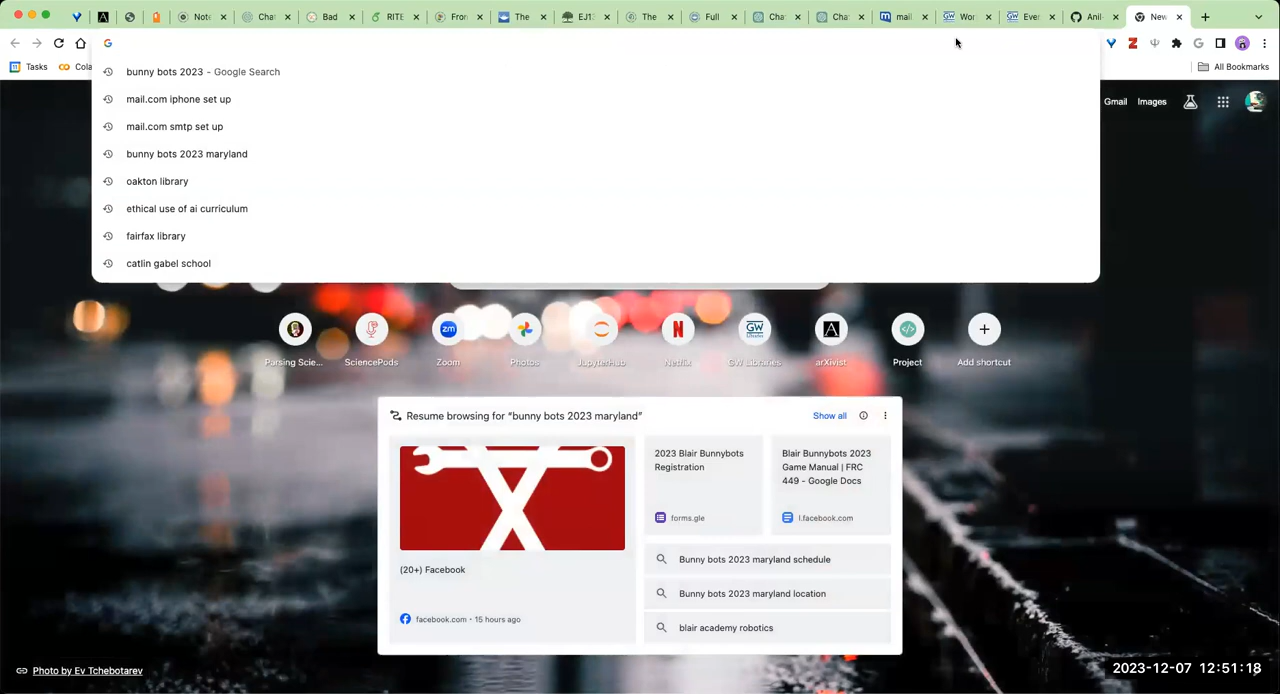 Note
Chat
Bad
RITE
Fron
The
EJ13
The
Full
Chat
Chat
mail
Wor
Ever
Anil-
New
Tasks
Cola
All Bookmarks
bunny bots 2023 - Google Search
mail.com iphone set up
mail.com smtp set up
bunny bots 2023 maryland
oakton library
ethical use of ai curriculum
fairfax library
catlin gabel school
Gmail
Images
Parsing Scie...
SciencePods
zm
Zoom
Photos
JupyterHub
N
Netflix
GW
GW Libraries
A
arXivist
Project
Add shortcut
Resume browsing for “bunny bots 2023 maryland”
Show all
(20+) Facebook
facebook.com • 15 hours ago
2023 Blair Bunnybots
Registration
forms.gle
Blair Bunnybots 2023
Game Manual | FRC
449 - Google Docs
l.facebook.com
Bunny bots 2023 maryland schedule
Bunny bots 2023 maryland location
blair academy robotics
Photo by Ev Tchebotarev
2023-12-07 12:51:18